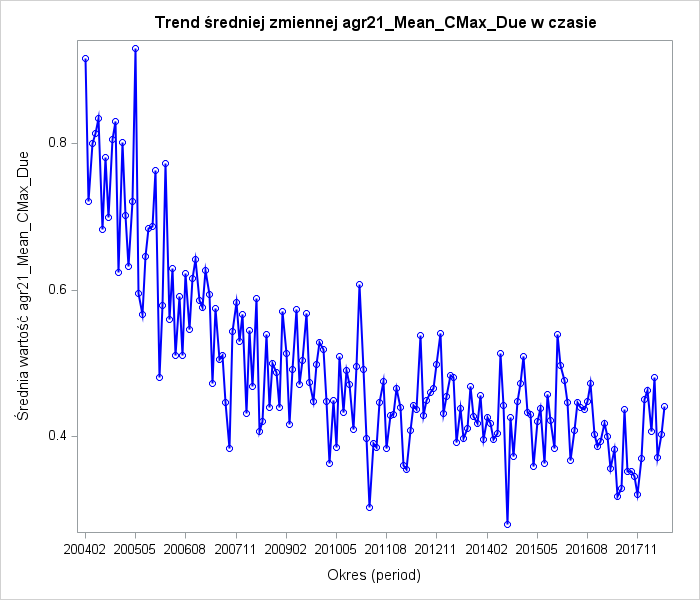 Trend średniej zmiennej agr21_Mean_CMax_Due w czasie
Średnia wartość agr21_Mean_CMax_Due
0.8
0.6
0.4
200402 200505 200608 200711 200902 201005 201108 201211 201402 201505 201608 201711
Okres (period)